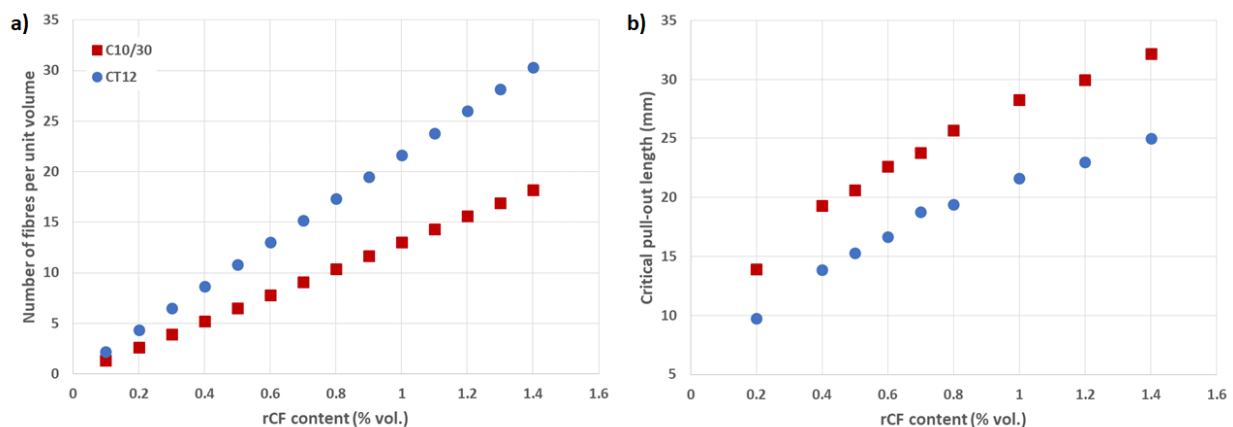 a)
Number of fibres per unit volume
35
30
25
20
15
10
5
0
C10/30
CT12
0 0.2 0.4 0.6 0.8 1 1.2 1.4 1.6
rCF content (% vol.)
b)
Critical pull-out length (mm)
35
30
25
20
15
10
5
0 0.2 0.4 0.6 0.8 1 1.2 1.4 1.6
rCF content (% vol.)